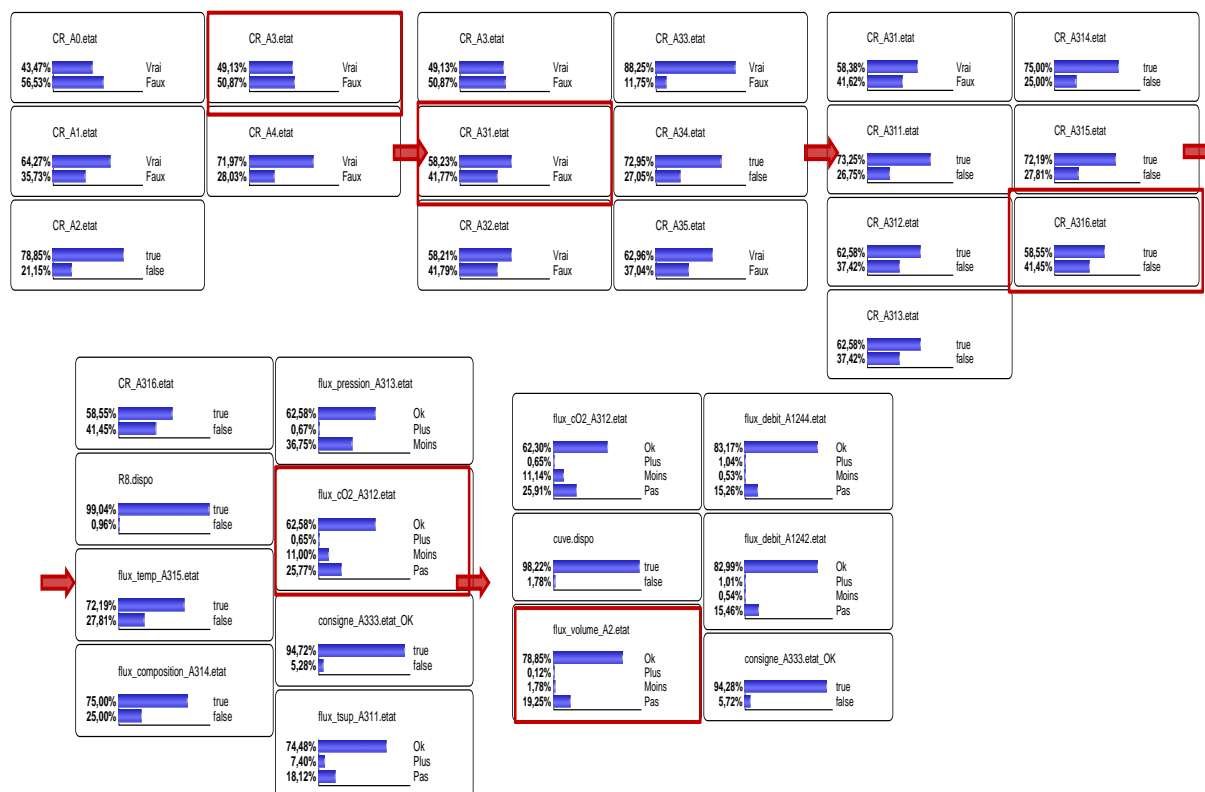 CR_A0.etat
43,47% Vrai
56,53% Faux
CR_A3.etat
49,13% Vrai
50,87% Faux
CR_A1.etat
64,27% Vrai
35,73% Faux
CR_A4.etat
71,97% Vrai
28,03% Faux
CR_A2.etat
78,85% true
21,15% false
CR_A3.etat
49,13% Vrai
50,87% Faux
CR_A33.etat
88,25% Vrai
11,75% Faux
CR_A31.etat
58,23% Vrai
41,77% Faux
CR_A34.etat
72,95% true
27,05% false
CR_A32.etat
58,21% Vrai
41,79% Faux
CR_A35.etat
62,96% Vrai
37,04% Faux
CR_A31.etat
58,38% Vrai
41,62% Faux
CR_A314.etat
75,00% true
25,00% false
CR_A311.etat
73,25% true
26,75% false
CR_A315.etat
72,19% true
27,81% false
CR_A312.etat
62,58% true
37,42% false
CR_A316.etat
58,55% true
41,45% false
CR_A313.etat
62,58% true
37,42% false
CR_A316.etat
58,55% true
41,45% false
flux_pression_A313.etat
62,58% Ok
0,67% Plus
36,75% Moins
R8.dispo
99,04% true
0,96% false
flux_cO2_A312.etat
62,58% Ok
0,65% Plus
11,00% Moins
25,77% Pas
flux_temp_A315.etat
72,19% true
27,81% false
consigne_A333.etat_OK
94,72% true
5,28% false
flux_composition_A314.etat
75,00% true
25,00% false
flux_tsup_A311.etat
74,48% Ok
7,40% Plus
18,12% Pas
flux_cO2_A312.etat
62,30% Ok
0,65% Plus
11,14% Moins
25,91% Pas
flux_debit_A1244.etat
83,17% Ok
1,04% Plus
0,53% Moins
15,26% Pas
cuve.dispo
98,22% true
1,78% false
flux_debit_A1242.etat
82,99% Ok
1,01% Plus
0,54% Moins
15,46% Pas
flux_volume_A2.etat
78,85% Ok
0,12% Plus
1,78% Moins
19,25% Pas
consigne_A333.etat_OK
94,28% true
5,72% false